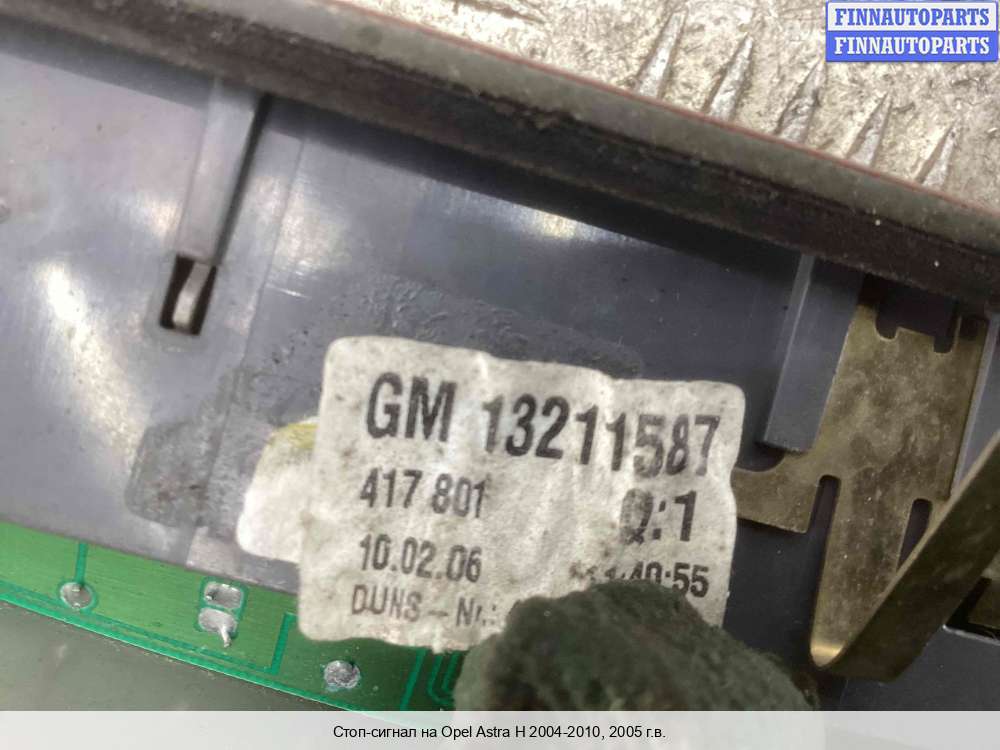 FINNAUTOPARTS
FINNAUTOPARTS
GM 13211587
417 801
Q:1
10.02.06
:40:55
DUNS - Nr.:
Стоп-сигнал на Opel Astra H 2004-2010, 2005 г.в.